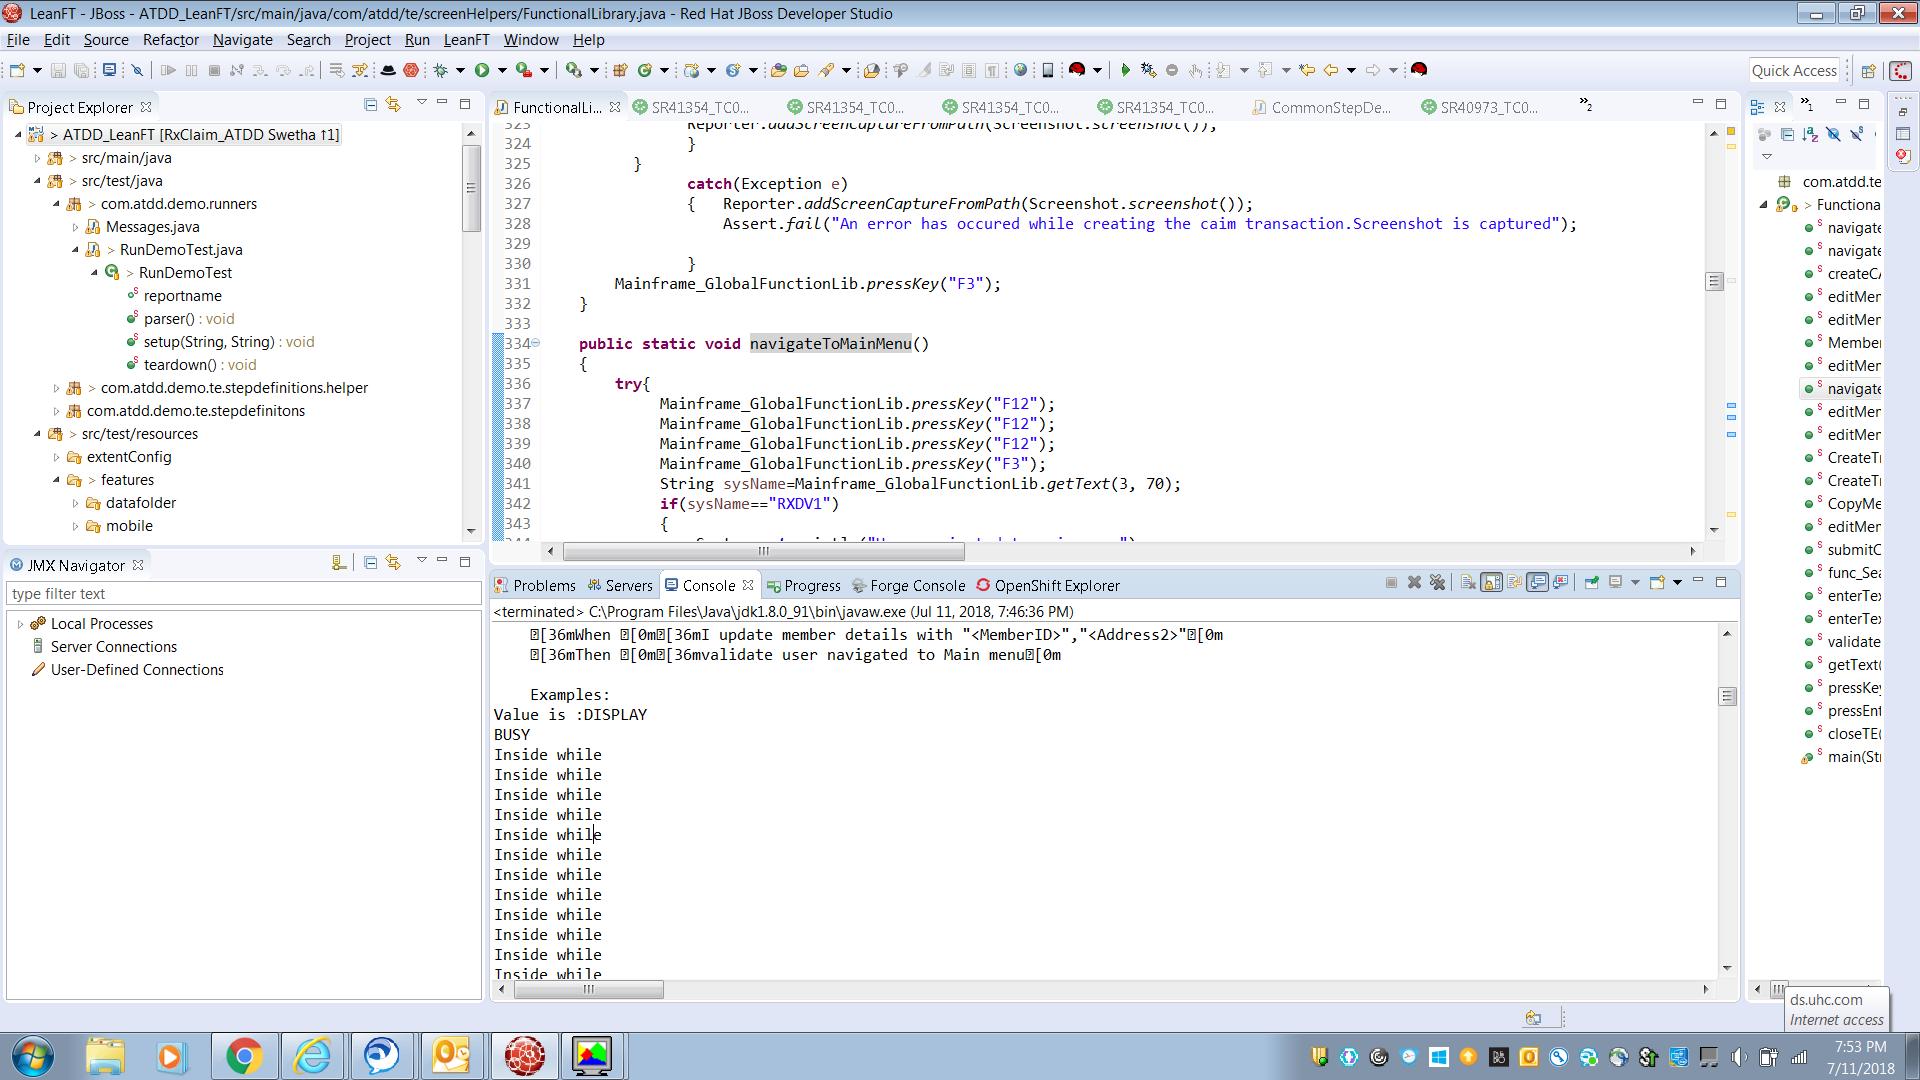 LeanFT - JBoss - ATDD_LeanFT/src/main/java/com/atdd/te/screenHelpers/FunctionalLibrary.java - Red Hat JBoss Developer Studio
File Edit Source Refactor Navigate Search Project Run LeanFT Window Help
Quick Access
Project Explorer
> ATDD_LeanFT [RxClaim_ATDD Swetha ↑1]
> src/main/java
> src/test/java
> com.atdd.demo.runners
Messages.java
> RunDemoTest.java
> RunDemoTest
reportname
parser() : void
setup(String, String) : void
teardown() : void
> com.atdd.demo.te.stepdefinitions.helper
com.atdd.demo.te.stepdefinitons
> src/test/resources
extentConfig
> features
datafolder
mobile
JMX Navigator
type filter text
Local Processes
Server Connections
User-Defined Connections
FunctionalLi... SR41354_TC0... SR41354_TC0... SR41354_TC0... SR41354_TC0... CommonStepDe... SR40973_TC0... »2
323 Reporter.addScreenCaptureFromPath(Screenshot.screenshot());
324 }
325 }
326 catch(Exception e)
327 { Reporter.addScreenCaptureFromPath(Screenshot.screenshot());
328 Assert.fail("An error has occured while creating the caim transaction.Screenshot is captured");
329
330 }
331 Mainframe_GlobalFunctionLib.pressKey("F3");
332 }
333
334 public static void navigateToMainMenu()
335 {
336 try{
337 Mainframe_GlobalFunctionLib.pressKey("F12");
338 Mainframe_GlobalFunctionLib.pressKey("F12");
339 Mainframe_GlobalFunctionLib.pressKey("F12");
340 Mainframe_GlobalFunctionLib.pressKey("F3");
341 String sysName=Mainframe_GlobalFunctionLib.getText(3, 70);
342 if(sysName=="RXDV1")
343 {
Problems Servers Console Progress Forge Console OpenShift Explorer
<terminated> C:\Program Files\Java\jdk1.8.0_91\bin\javaw.exe (Jul 11, 2018, 7:46:36 PM)
[36mWhen [0m[36mI update member details with "<MemberID>","<Address2>"[0m
[36mThen [0m[36mvalidate user navigated to Main menu[0m
Examples:
Value is :DISPLAY
BUSY
Inside while
Inside while
Inside while
Inside while
Inside while
Inside while
Inside while
Inside while
Inside while
Inside while
Inside while
Inside while
»1
com.atdd.te
> Functiona
navigate
navigate
createCA
editMer
editMer
Member
editMer
navigate
editMer
editMer
CreateTr
CreateTr
CopyMe
editMer
submitC
func_Sea
enterTex
enterTex
validate
getText(
pressKey
pressEnt
closeTE(
main(Str
ds.uhc.com
Internet access
7:53 PM
7/11/2018